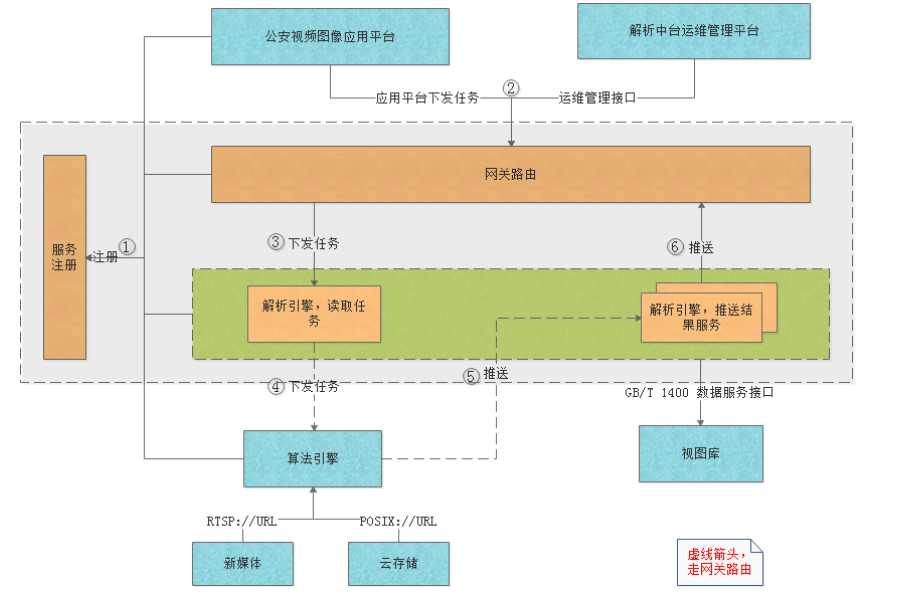 公安视频图像应用平台
解析中台运维管理平台
②
应用平台下发任务
运维管理接口
网关路由
服务
注册
注册
①
③ 下发任务
⑥ 推送
解析引擎，读取任
务
解析引擎，推送结
果服务
④ 下发任务
⑤ 推送
GB/T 1400 数据服务接口
算法引擎
视图库
RTSP://URL
POSIX://URL
新媒体
云存储
虚线箭头，
走网关路由